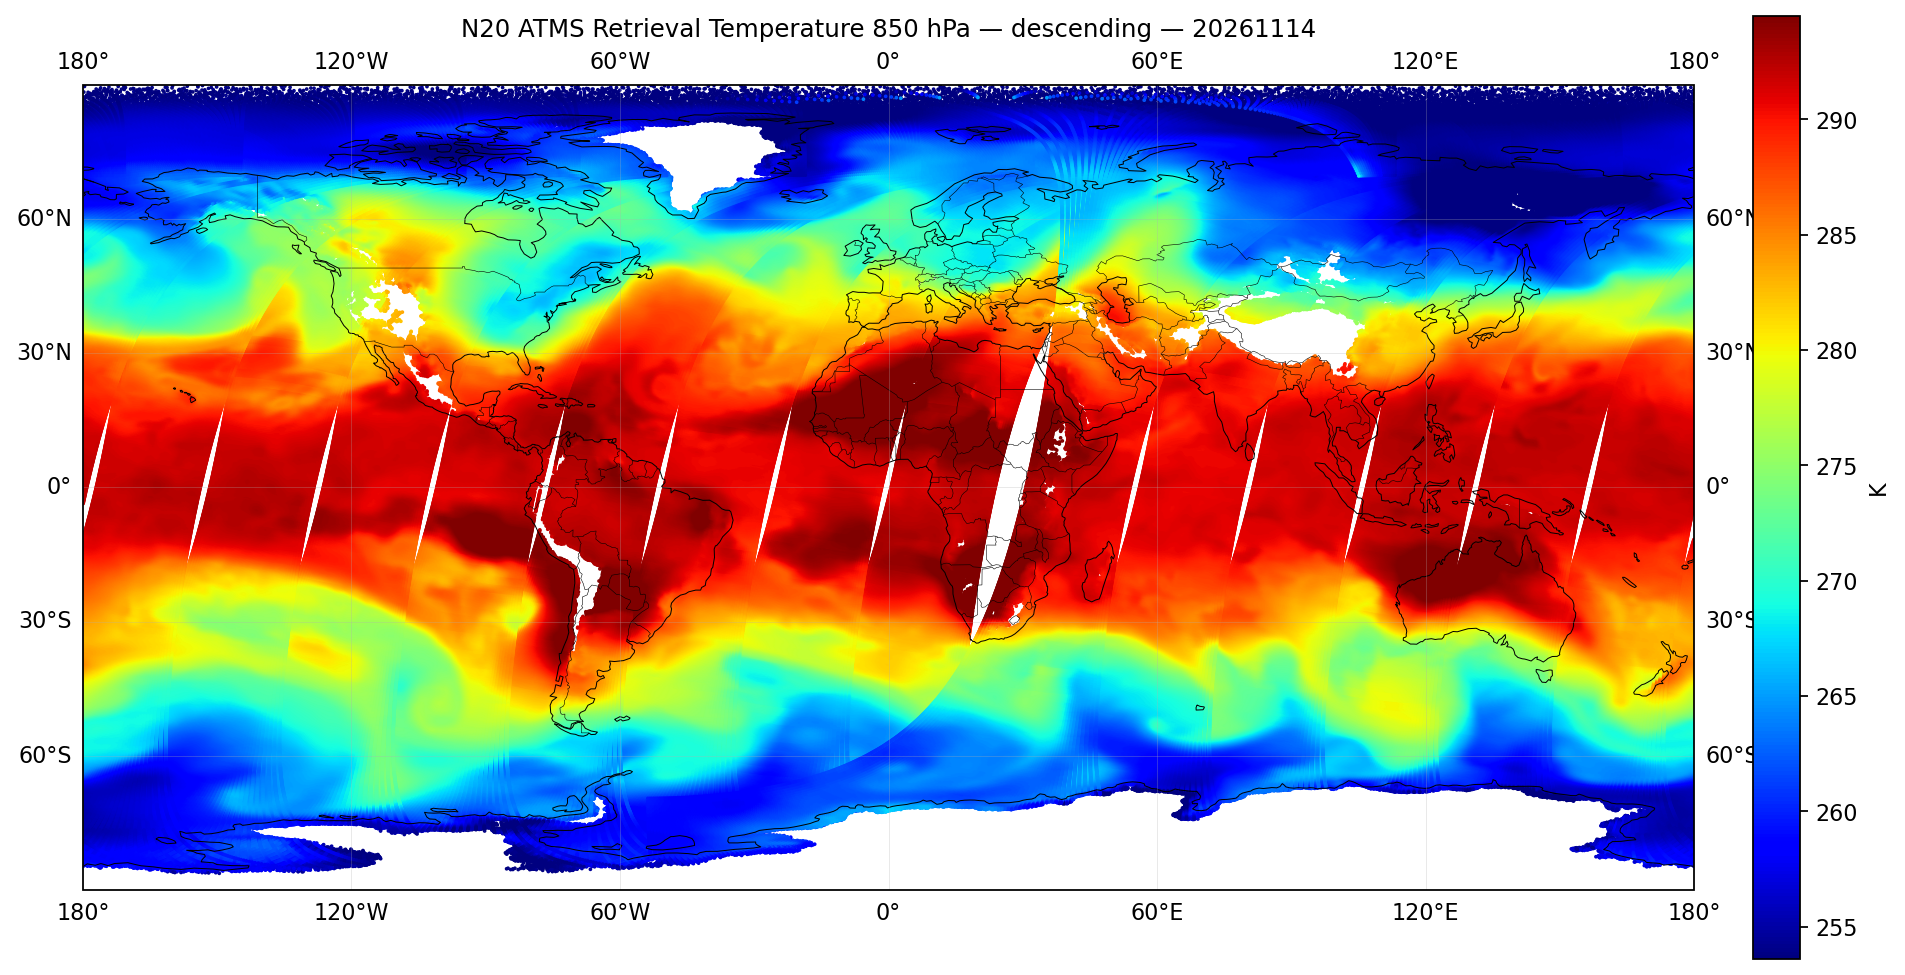 N20 ATMS Retrieval Temperature 850 hPa — descending — 20261114
180° 120°W 60°W 0° 60°E 120°E 180°
60°N 60°N
30°N 30°N
0° 0°
30°S 30°S
60°S 60°S
180° 120°W 60°W 0° 60°E 120°E 180°
290
285
280
275
270
265
260
255
K